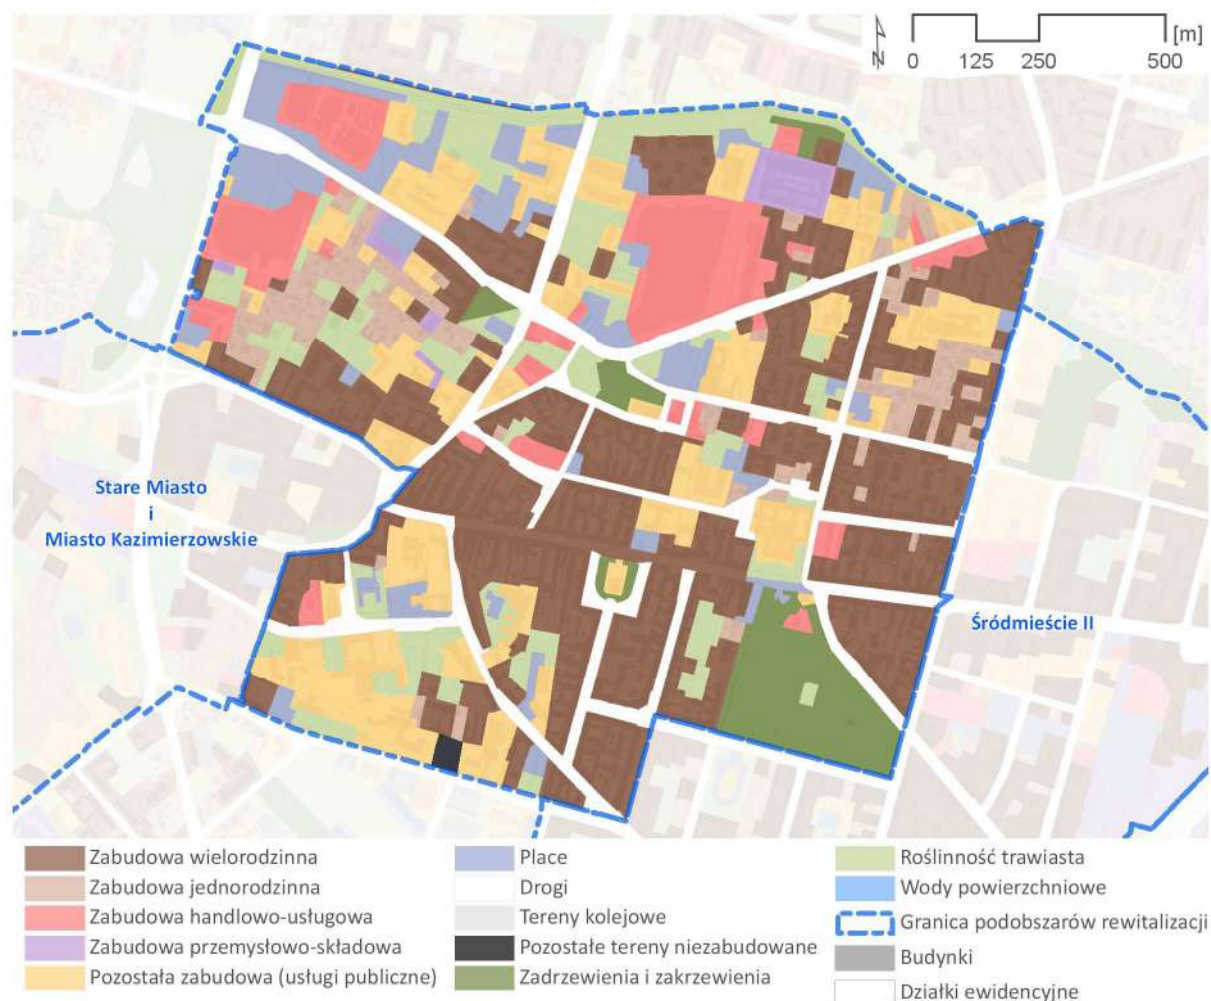 N
[m]
0 125 250 500
Stare Miasto
i
Miasto Kazimierzowskie
Śródmieście II
Zabudowa wielorodzinna
Zabudowa jednorodzinna
Zabudowa handlowo-usługowa
Zabudowa przemysłowo-składowa
Pozostała zabudowa (usługi publiczne)
Place
Drogi
Tereny kolejowe
Pozostałe tereny niezabudowane
Zadrzewienia i zakrzewienia
Roślinność trawiasta
Wody powierzchniowe
Granica podobszarów rewitalizacji
Budynki
Działki ewidencyjne